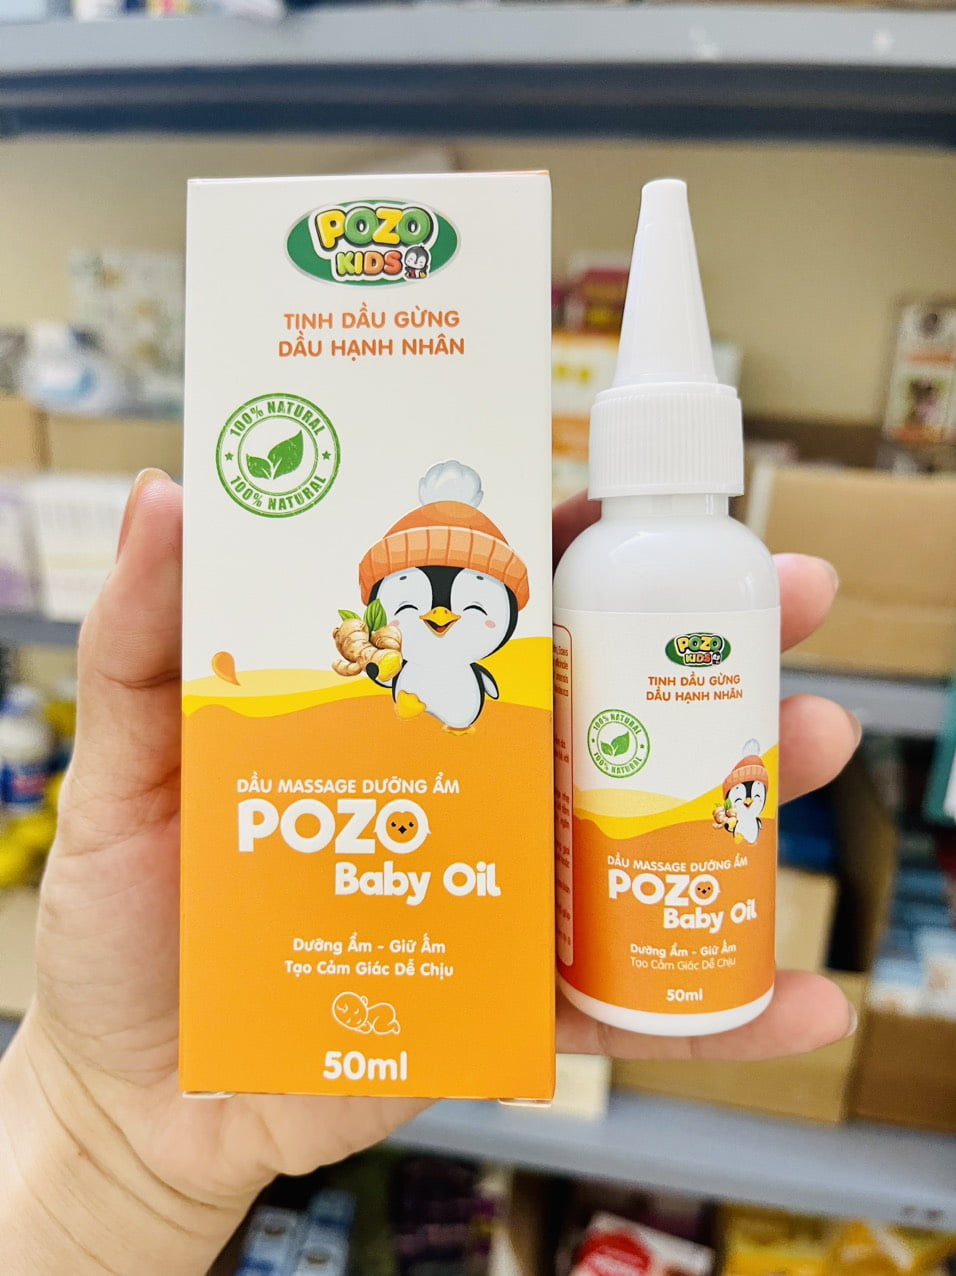 POZO
KIDS
TINH DẦU GỪNG
DẦU HẠNH NHÂN
100% NATURAL
100% NATURAL
DẦU MASSAGE DƯỠNG ẨM
POZO
Baby Oil
Dưỡng Ẩm - Giữ Ấm
Tạo Cảm Giác Dễ Chịu
50ml
POZO
KIDS
TINH DẦU GỪNG
DẦU HẠNH NHÂN
100% NATURAL
100% NATURAL
DẦU MASSAGE DƯỠNG ẨM
POZO
Baby Oil
Dưỡng Ẩm - Giữ Ấm
Tạo Cảm Giác Dễ Chịu
50ml